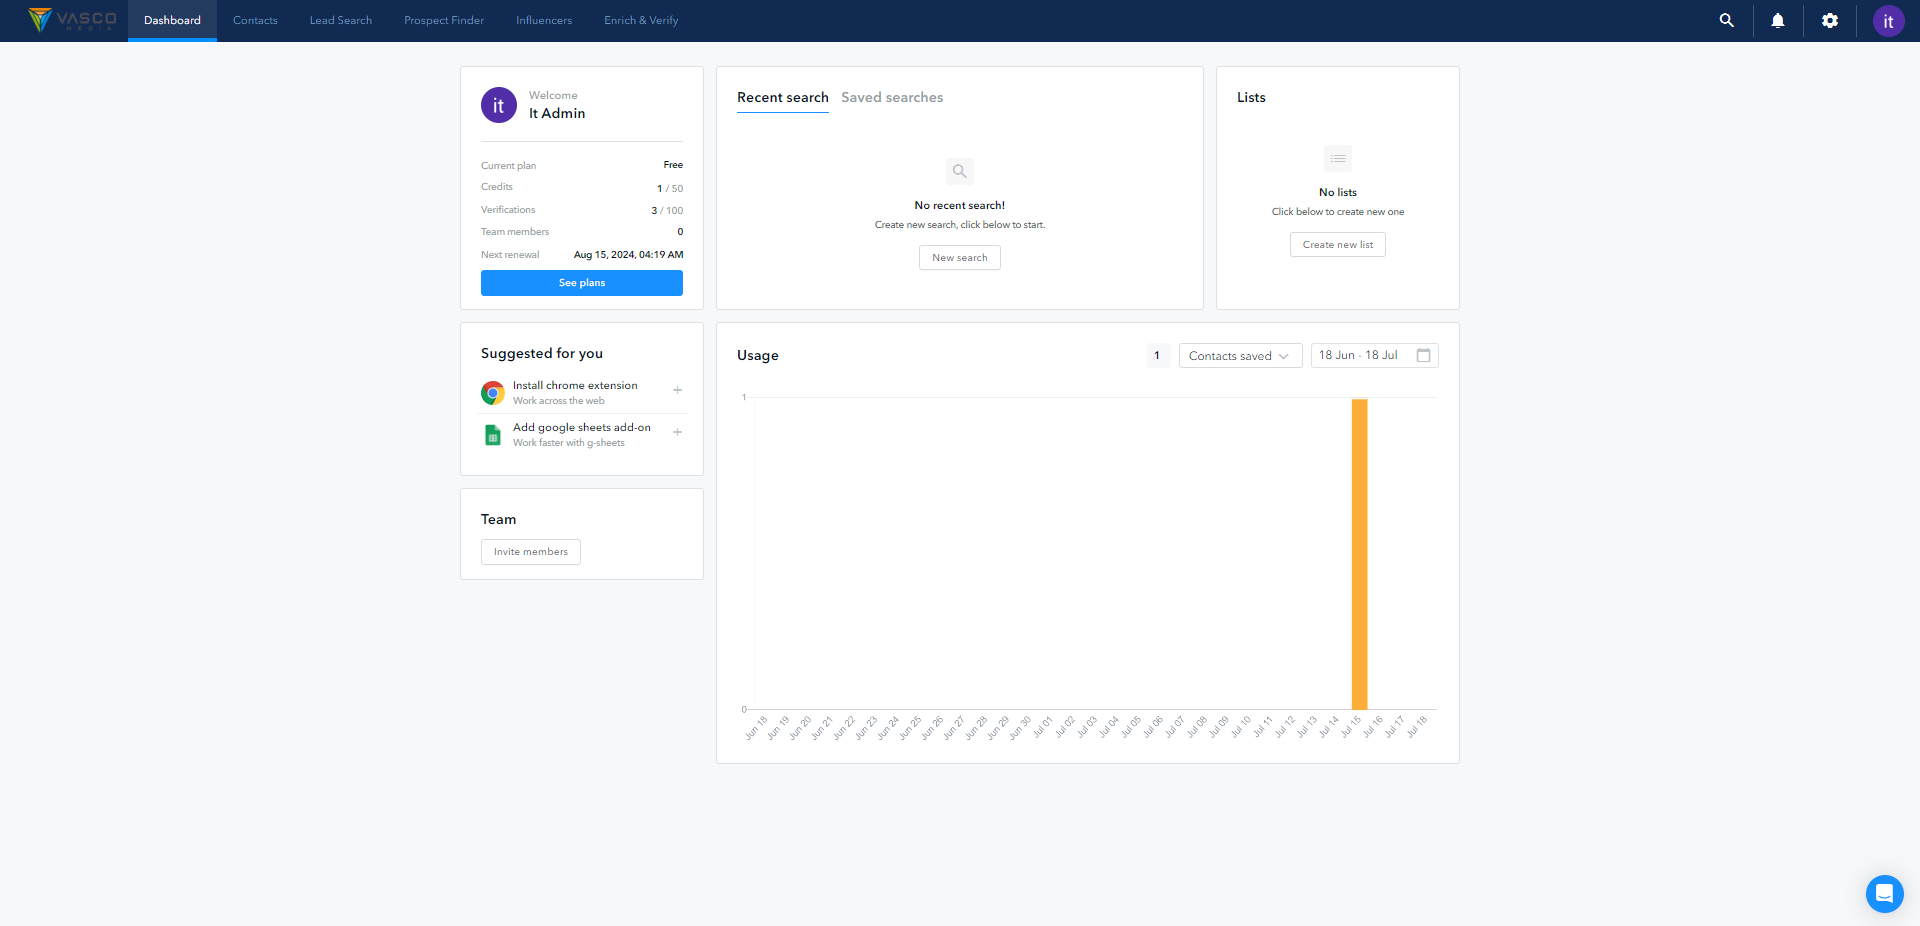 VASCO
MEDIA
Dashboard
Contacts
Lead Search
Prospect Finder
Influencers
Enrich & Verify
it
it
Welcome
It Admin
Current plan Free
Credits 1 / 50
Verifications 3 / 100
Team members 0
Next renewal Aug 15, 2024, 04:19 AM
See plans
Recent search Saved searches
No recent search!
Create new search, click below to start.
New search
Lists
No lists
Click below to create new one
Create new list
Suggested for you
Install chrome extension
Work across the web
Add google sheets add-on
Work faster with g-sheets
Team
Invite members
Usage
1
Contacts saved
18 Jun - 18 Jul
1
0
Jun 18
Jun 19
Jun 20
Jun 21
Jun 22
Jun 23
Jun 24
Jun 25
Jun 26
Jun 27
Jun 28
Jun 29
Jun 30
Jul 01
Jul 02
Jul 03
Jul 04
Jul 05
Jul 06
Jul 07
Jul 08
Jul 09
Jul 10
Jul 11
Jul 12
Jul 13
Jul 14
Jul 15
Jul 16
Jul 17
Jul 18